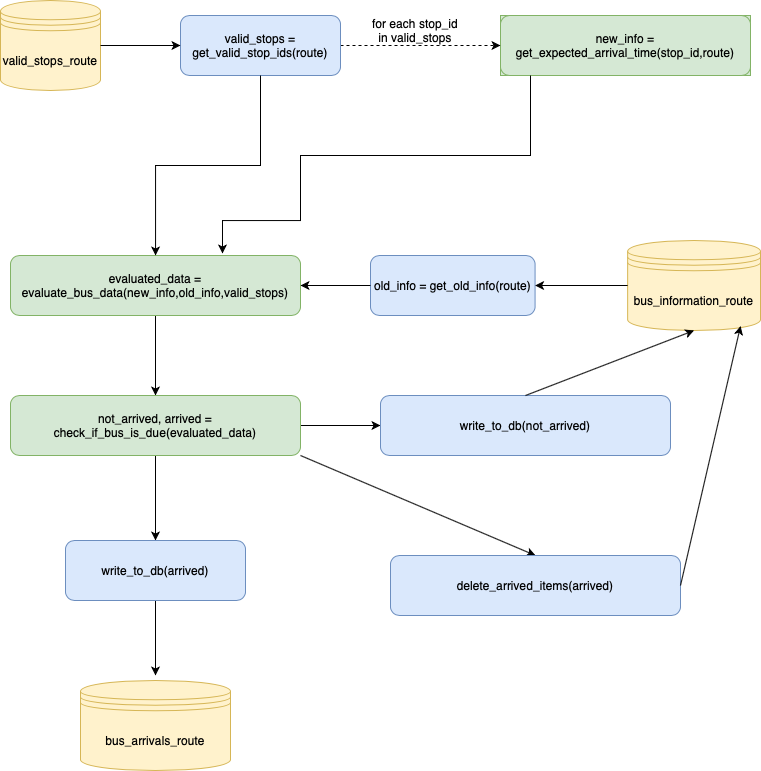 valid_stops_route
valid_stops =
get_valid_stop_ids(route)
for each stop_id
in valid_stops
new_info =
get_expected_arrival_time(stop_id,route)
evaluated_data =
evaluate_bus_data(new_info,old_info,valid_stops)
old_info = get_old_info(route)
bus_information_route
not_arrived, arrived =
check_if_bus_is_due(evaluated_data)
write_to_db(not_arrived)
write_to_db(arrived)
delete_arrived_items(arrived)
bus_arrivals_route